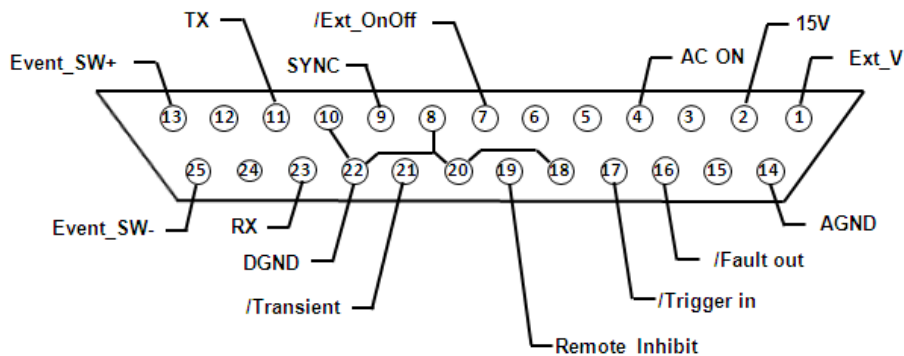 TX
/Ext_OnOff
15V
Event_SW+
SYNC
AC ON
Ext_V
13 12 11 10 9 8 7 6 5 4 3 2 1
25 24 23 22 21 20 19 18 17 16 15 14
Event_SW-
RX
AGND
DGND
/Fault out
/Transient
/Trigger in
Remote Inhibit